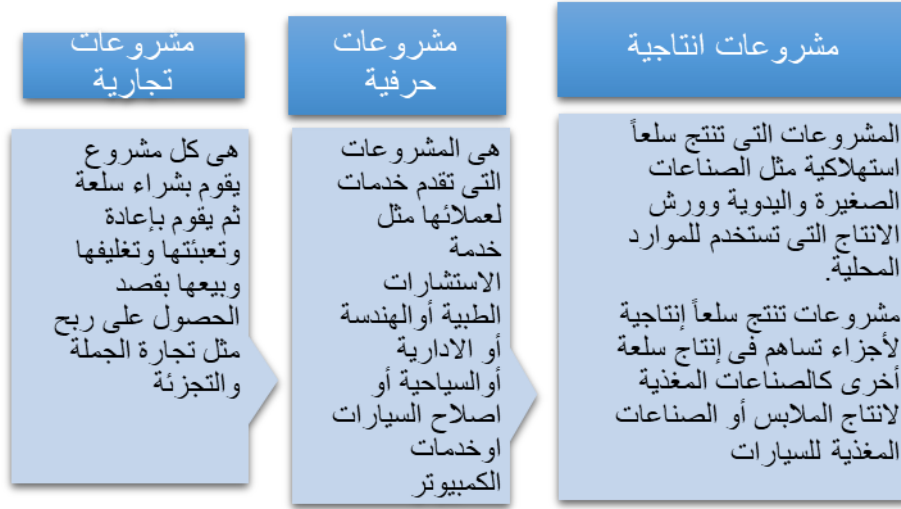 مشروعات انتاجية
المشروعات التى تنتج سلعاً
استهلاكية مثل الصناعات
الصغيرة واليدوية وورش
الانتاج التى تستخدم للموارد
المحلية.
مشروعات تنتج سلعاً إنتاجية
لأجزاء تساهم فى إنتاج سلعة
أخرى كالصناعات المغذية
لانتاج الملابس أو الصناعات
المغذية للسيارات
مشروعات
حرفية
هى المشروعات
التى تقدم خدمات
لعملائها مثل
خدمة
الاستشارات
الطبية أوالهندسة
أو الادارية
أوالسياحية أو
اصلاح السيارات
اوخدمات
الكمبيوتر
مشروعات
تجارية
هى كل مشروع
يقوم بشراء سلعة
ثم يقوم بإعادة
وتعبئتها وتغليفها
وبيعها بقصد
الحصول على ربح
مثل تجارة الجملة
والتجزئة